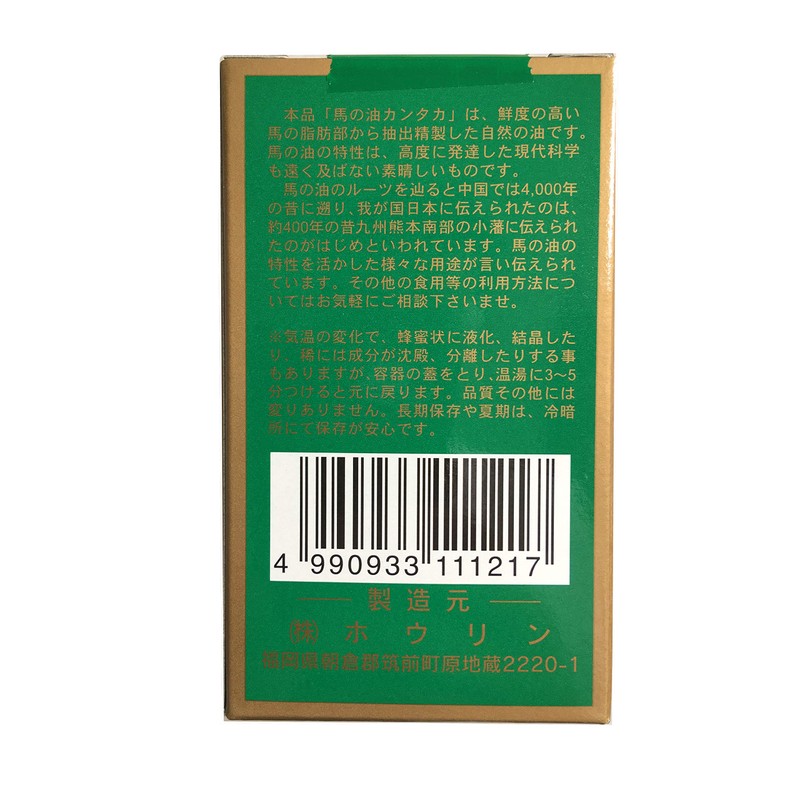 本品「馬の油カンタカ」は、鮮度の高い
馬の脂肪部から抽出精製した自然の油です。
馬の油の特性は、高度に発達した現代科学
も遠く及ばない素晴しいものです。
馬の油のルーツを辿ると中国では4,000年
の昔に遡り、我が国日本に伝えられたのは、
約400年の昔九州熊本南部の小藩に伝えられ
たのがはじめといわれています。馬の油の
特性を活かした様々な用途が言い伝えられ
ています。その他の食用等の利用方法につ
いてはお気軽にご相談下さいませ。
※気温の変化で、蜂蜜状に液化、結晶した
り、稀には成分が沈殿、分離したりする事
もありますが、容器の蓋をとり、温湯に3〜5
分つけると元に戻ります。品質その他には
変りありません。長期保存や夏期は、冷暗
所にて保存が安心です。
4 990933 111217
製造元
㈱ホウリン
福岡県朝倉郡筑前町原地蔵2220-1